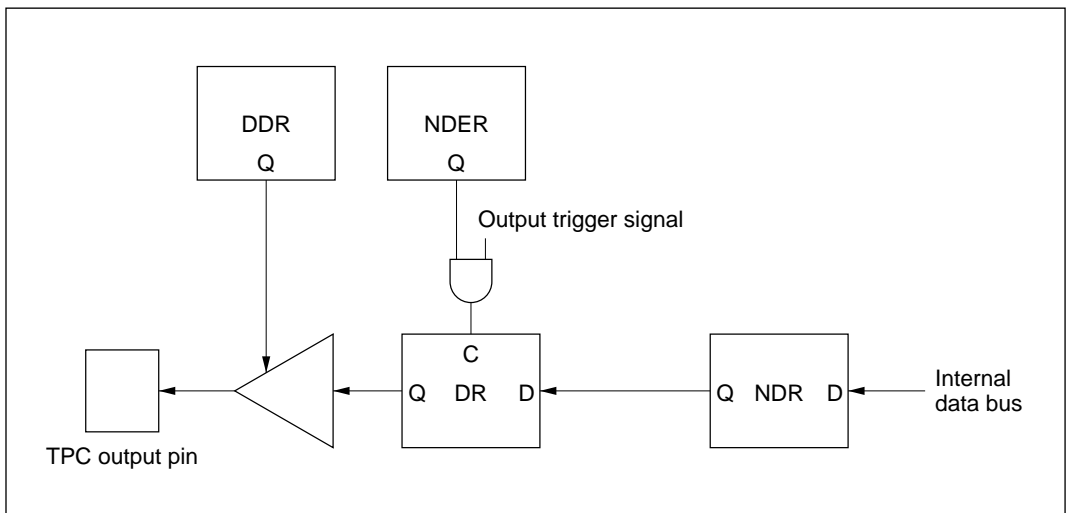 DDR
Q
NDER
Q
Output trigger signal
C
Q DR D
Q NDR D
Internal
data bus
TPC output pin